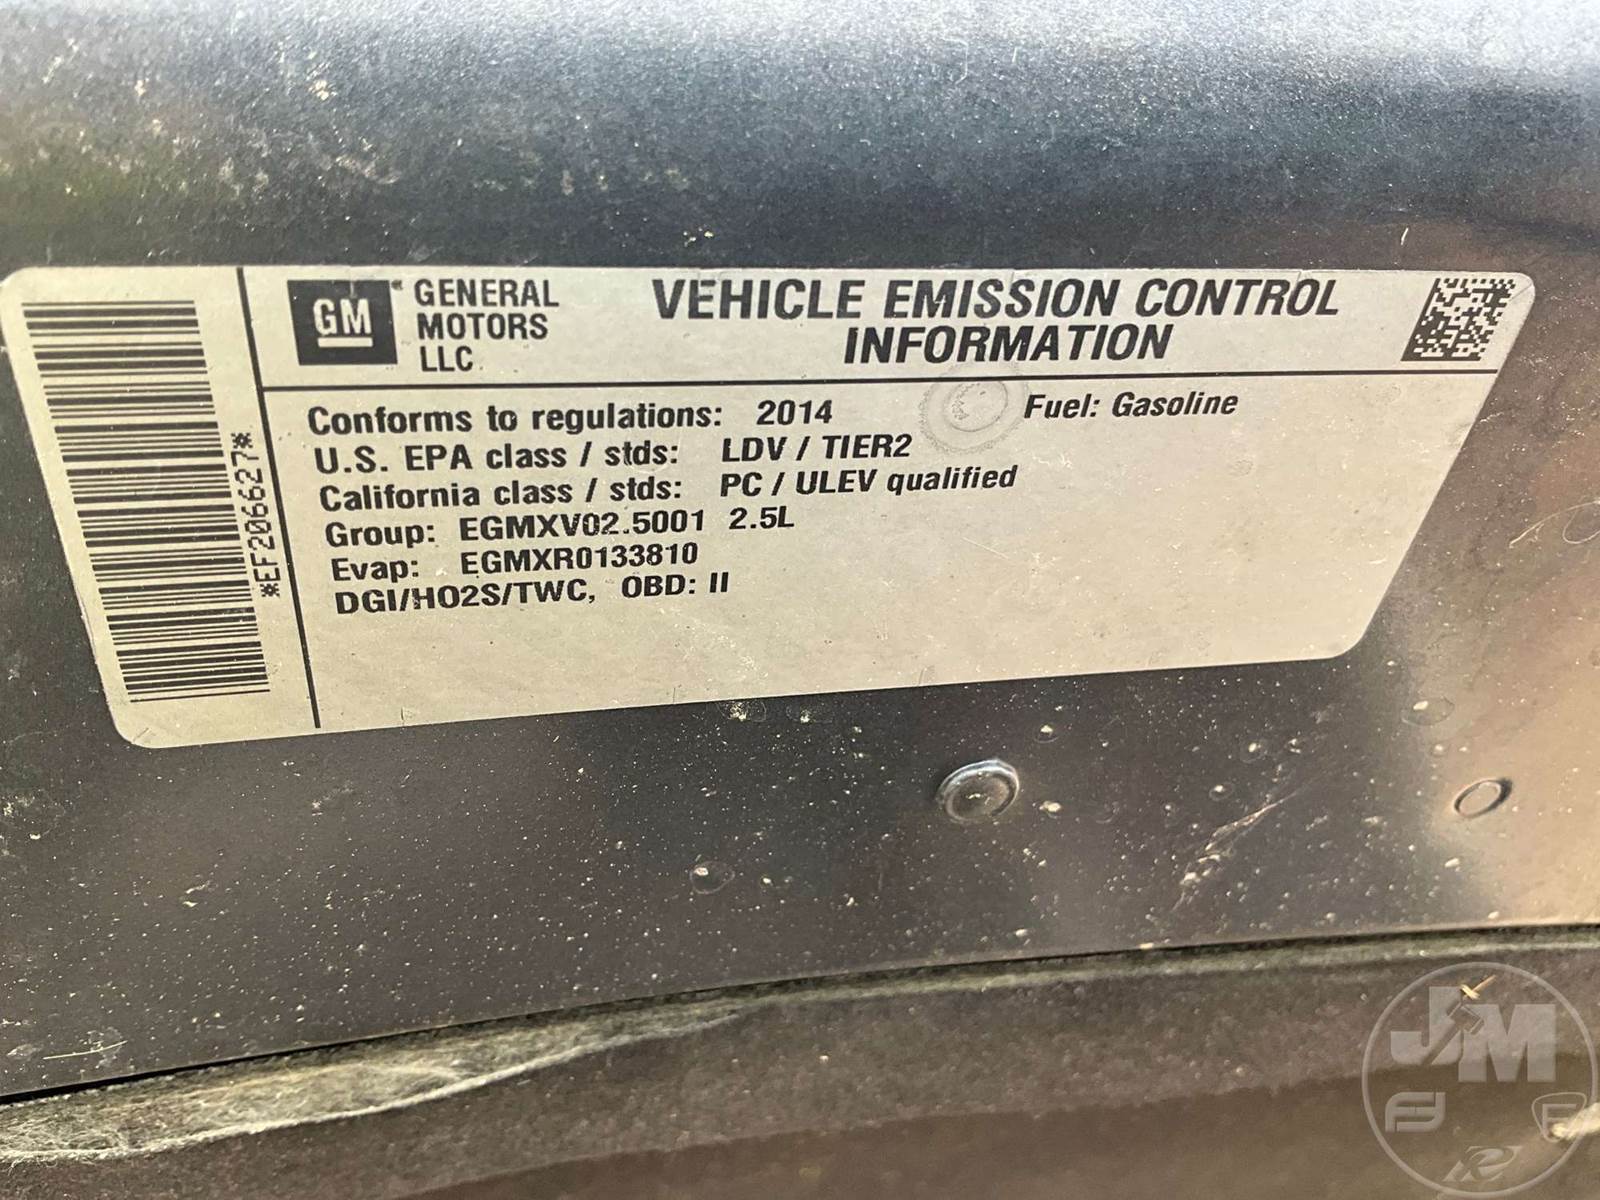 *EF206627*
GM
GENERAL
MOTORS
LLC
VEHICLE EMISSION CONTROL
INFORMATION
Conforms to regulations: 2014 Fuel: Gasoline
U.S. EPA class / stds: LDV / TIER2
California class / stds: PC / ULEV qualified
Group: EGMXV02.5001 2.5L
Evap: EGMXR0133810
DGI/HO2S/TWC, OBD: II
J M